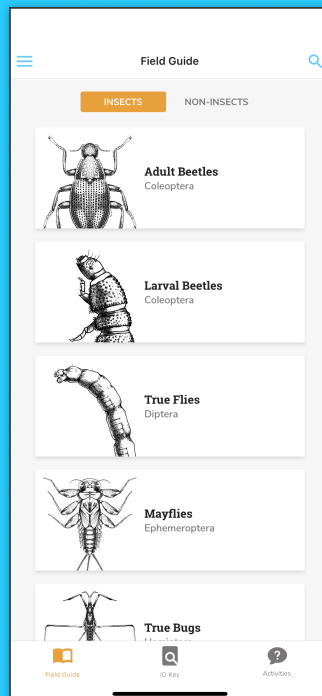 Field Guide
INSECTS NON-INSECTS
Adult Beetles
Coleoptera
Larval Beetles
Coleoptera
True Flies
Diptera
Mayflies
Ephemeroptera
True Bugs
Field Guide ID Key Activities